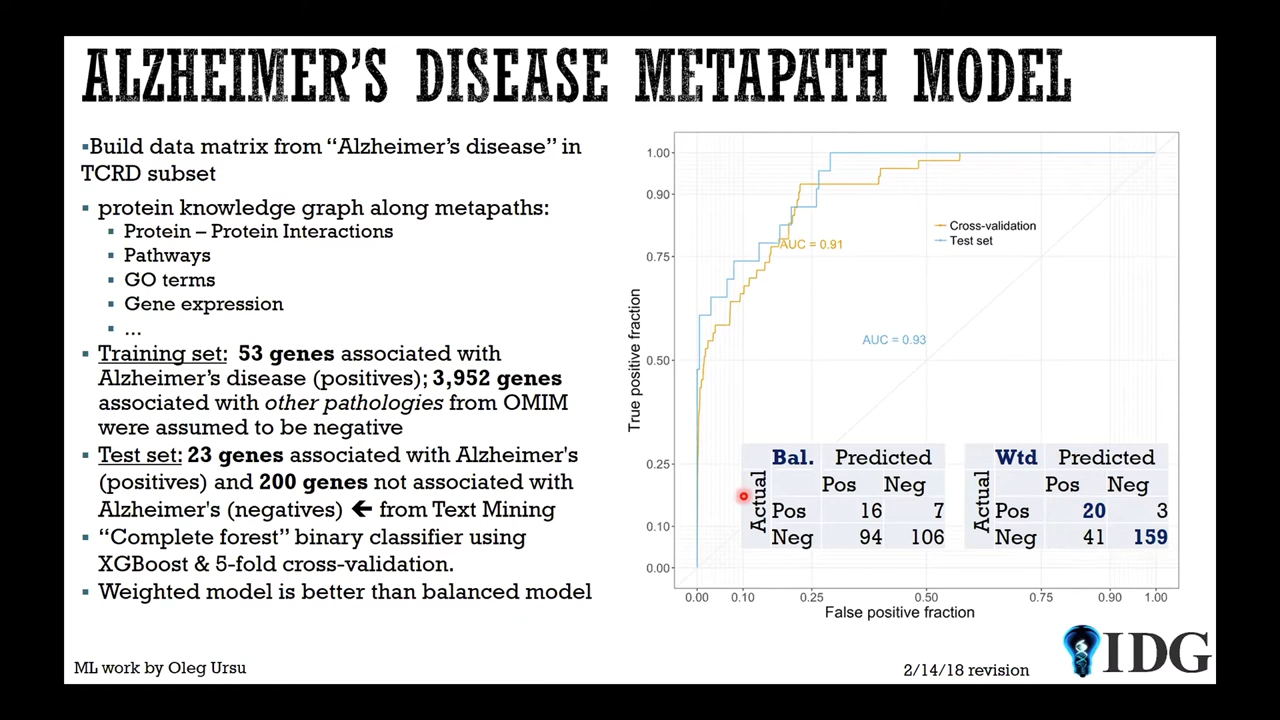 ALZHEIMER'S DISEASE METAPATH MODEL
▪Build data matrix from “Alzheimer’s disease” in
TCRD subset
▪ protein knowledge graph along metapaths:
▪ Protein – Protein Interactions
▪ Pathways
▪ GO terms
▪ Gene expression
▪ ...
▪ Training set: 53 genes associated with
Alzheimer’s disease (positives); 3,952 genes
associated with other pathologies from OMIM
were assumed to be negative
▪ Test set: 23 genes associated with Alzheimer's
(positives) and 200 genes not associated with
Alzheimer's (negatives) ← from Text Mining
▪ “Complete forest” binary classifier using
XGBoost & 5-fold cross-validation.
▪ Weighted model is better than balanced model
True positive fraction
1.00
0.90
0.75
0.50
0.25
0.10
0.00
Cross-validation
Test set
AUC = 0.91
AUC = 0.93
Bal. Predicted
Actual
Pos Neg
Pos 16 7
Neg 94 106
Wtd Predicted
Actual
Pos Neg
Pos 20 3
Neg 41 159
0.00 0.10 0.25 0.50 0.75 0.90 1.00
False positive fraction
ML work by Oleg Ursu
2/14/18 revision
IDG